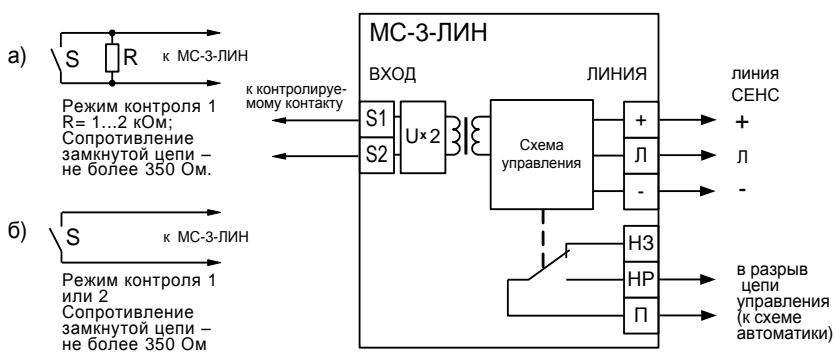 а)
S
R
к МС-3-ЛИН
Режим контроля 1
R= 1...2 кОм;
Сопротивление
замкнутой цепи –
не более 350 Ом.
б)
S
к МС-3-ЛИН
Режим контроля 1
или 2
Сопротивление
замкнутой цепи –
не более 350 Ом
МС-3-ЛИН
ВХОД
ЛИНИЯ
к контролируе-
мому контакту
S1
S2
U×2
Схема
управления
+
Л
-
линия
СЕНС
+
Л
-
НЗ
НР
П
в разрыв
цепи
управления
(к схеме
автоматики)